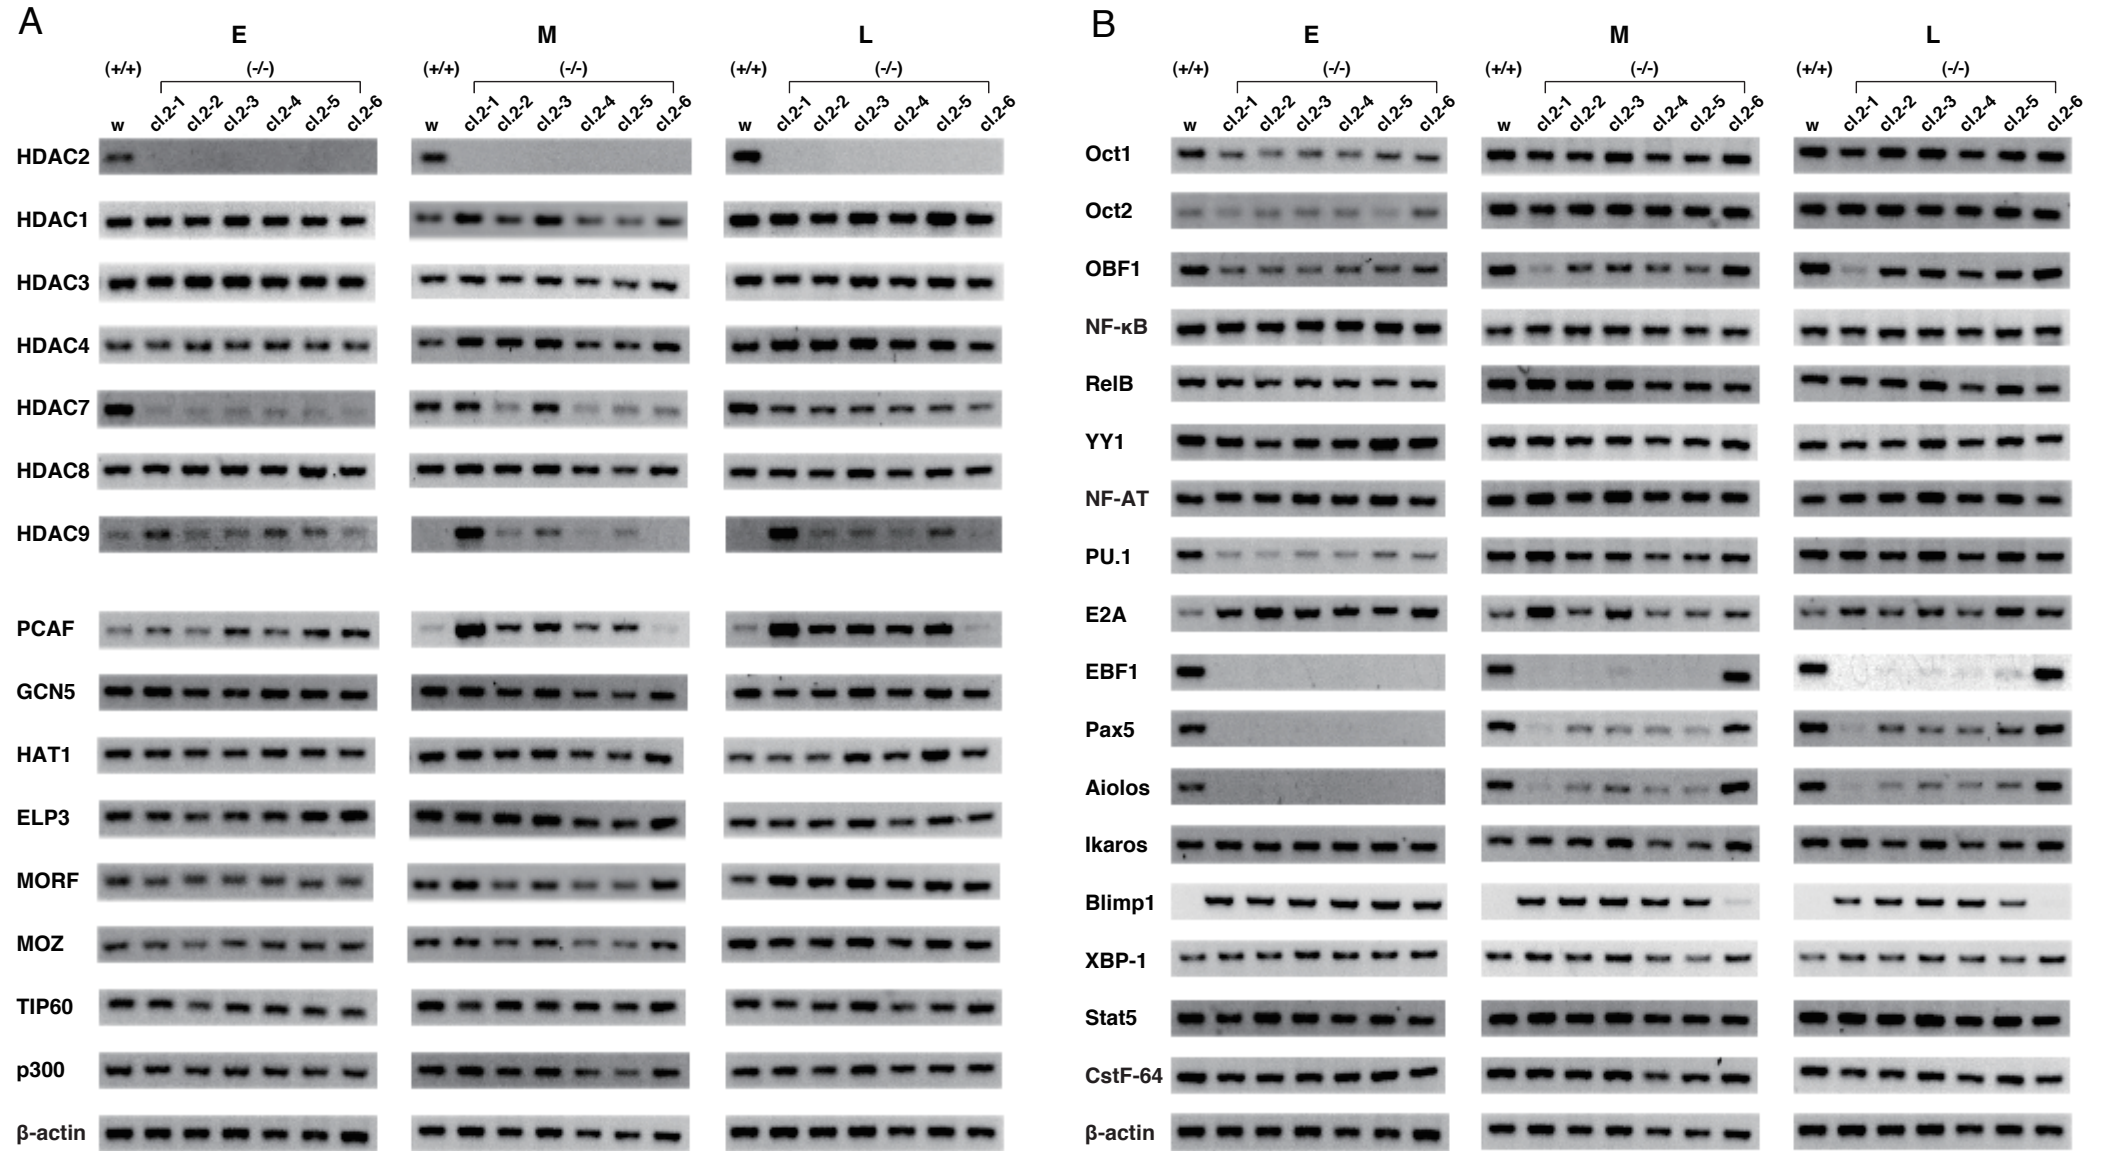 A
E M L
(+/+) (-/-) (+/+) (-/-) (+/+) (-/-)
w cl.2-1 cl.2-2 cl.2-3 cl.2-4 cl.2-5 cl.2-6 w cl.2-1 cl.2-2 cl.2-3 cl.2-4 cl.2-5 cl.2-6 w cl.2-1 cl.2-2 cl.2-3 cl.2-4 cl.2-5 cl.2-6
HDAC2
HDAC1
HDAC3
HDAC4
HDAC7
HDAC8
HDAC9
PCAF
GCN5
HAT1
ELP3
MORF
MOZ
TIP60
p300
β-actin
B
E M L
(+/+) (-/-) (+/+) (-/-) (+/+) (-/-)
w cl.2-1 cl.2-2 cl.2-3 cl.2-4 cl.2-5 cl.2-6 w cl.2-1 cl.2-2 cl.2-3 cl.2-4 cl.2-5 cl.2-6 w cl.2-1 cl.2-2 cl.2-3 cl.2-4 cl.2-5 cl.2-6
Oct1
Oct2
OBF1
NF-κB
RelB
YY1
NF-AT
PU.1
E2A
EBF1
Pax5
Aiolos
Ikaros
Blimp1
XBP-1
Stat5
CstF-64
β-actin